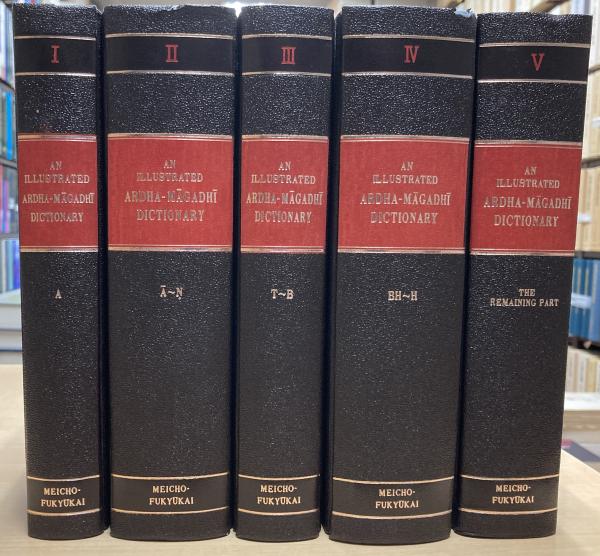 I
AN
ILLUSTRATED
ARDHA-MĀGADHĪ
DICTIONARY
A
MEICHO-
FUKYŪKAI
II
AN
ILLUSTRATED
ARDHA-MĀGADHĪ
DICTIONARY
Ā~Ṇ
MEICHO-
FUKYŪKAI
III
AN
ILLUSTRATED
ARDHA-MĀGADHĪ
DICTIONARY
T~B
MEICHO-
FUKYŪKAI
IV
AN
ILLUSTRATED
ARDHA-MĀGADHĪ
DICTIONARY
BH~H
MEICHO-
FUKYŪKAI
V
AN
ILLUSTRATED
ARDHA-MĀGADHĪ
DICTIONARY
THE
REMAINING PART
MEICHO-
FUKYŪKAI